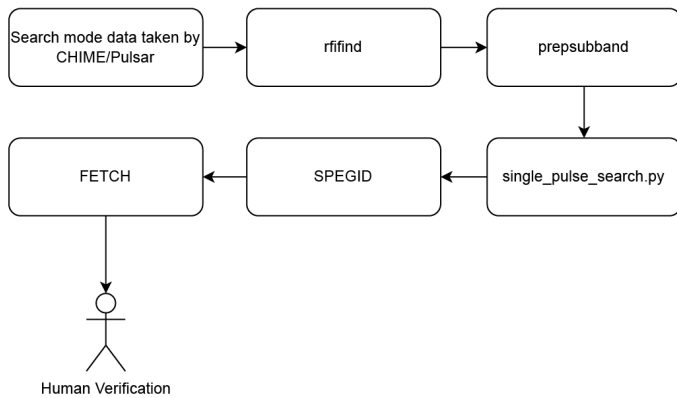 Search mode data taken by
CHIME/Pulsar
rfifind
prepsubband
single_pulse_search.py
SPEGID
FETCH
Human Verification